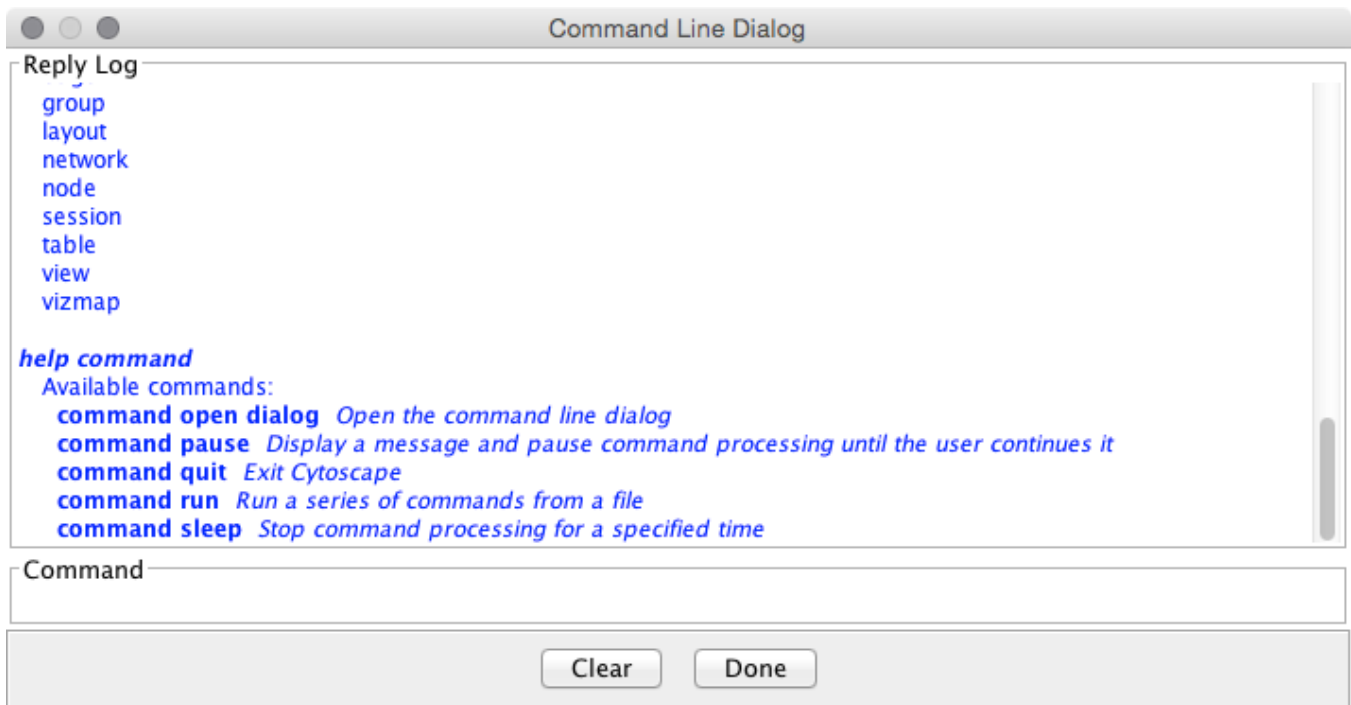 Command Line Dialog
Reply Log
group
layout
network
node
session
table
view
vizmap
help command
Available commands:
command open dialog Open the command line dialog
command pause Display a message and pause command processing until the user continues it
command quit Exit Cytoscape
command run Run a series of commands from a file
command sleep Stop command processing for a specified time
Command
Clear
Done